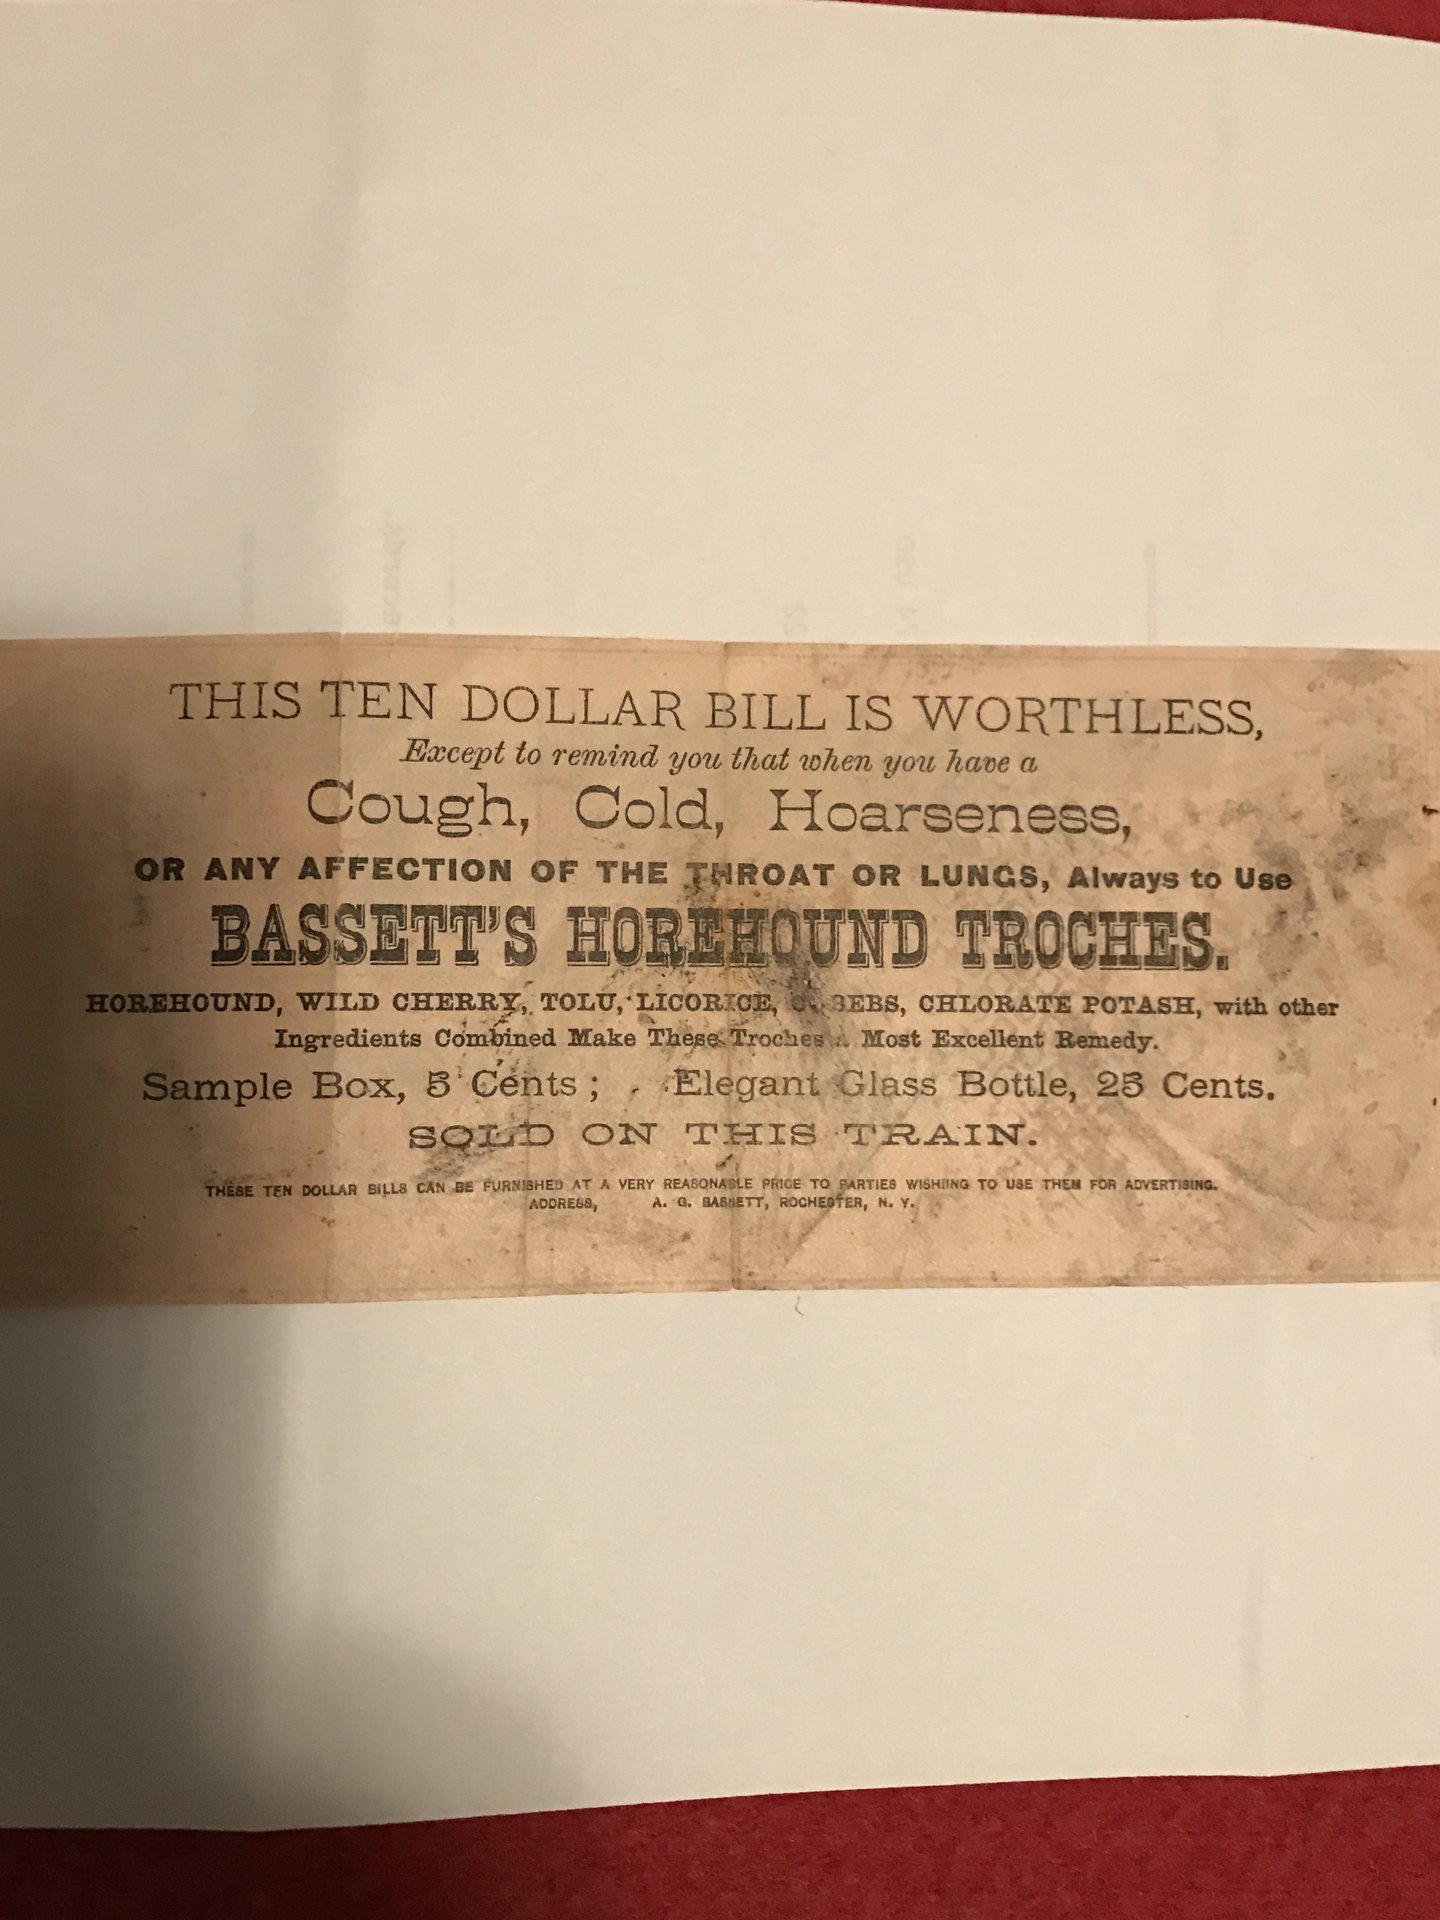 THIS TEN DOLLAR BILL IS WORTHLESS,
Except to remind you that when you have a
Cough, Cold, Hoarseness,
OR ANY AFFECTION OF THE THROAT OR LUNGS, Always to Use
BASSETT'S HOREHOUND TROCHES.
HOREHOUND, WILD CHERRY, TOLU, LICORICE, CUBEBS, CHLORATE POTASH, with other
Ingredients Combined Make These Troches a Most Excellent Remedy.
Sample Box, 5 Cents; Elegant Glass Bottle, 25 Cents.
SOLD ON THIS TRAIN.
THESE TEN DOLLAR BILLS CAN BE FURNISHED AT A VERY REASONABLE PRICE TO PARTIES WISHING TO USE THEM FOR ADVERTISING.
ADDRESS, A. G. BASSETT, ROCHESTER, N. Y.